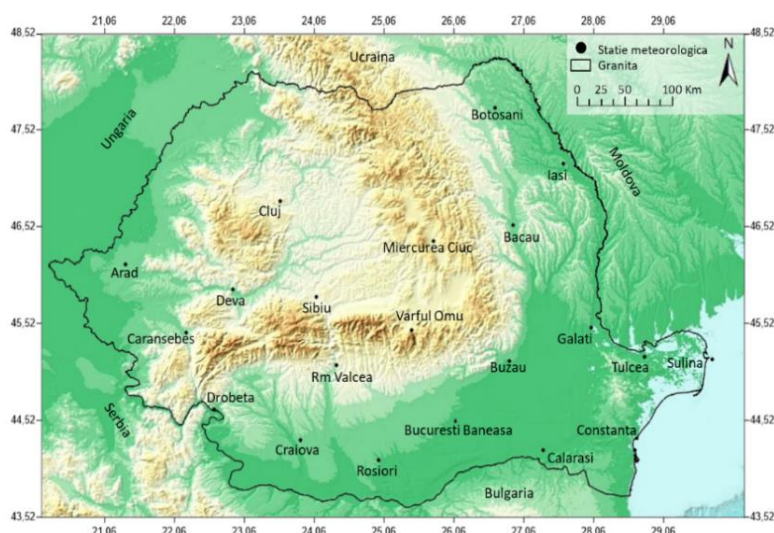 21.06 22.06 23.06 24.06 25.06 26.06 27.06 28.06 29.06
48.52
Ucraina
Statie meteorologica
N
Granita
0 20 40 60 80 100 Km
Botosani
47.52
Ungaria
Iasi
Moldova
Cluj
46.52
Bacau
Miercurea Ciuc
Arad
Deva
Sibiu
45.52
Varful Omu
Caransebes
Galati
Buzau
Tulcea
Sulina
Rm Valcea
Drobeta
44.52
Serbia
Bucuresti Baneasa
Constanta
Craiova
Rosiori
Calarasi
Bulgaria
43.52
21.06 22.06 23.06 24.06 25.06 26.06 27.06 28.06 29.06
48.52
47.52
46.52
45.52
44.52
43.52